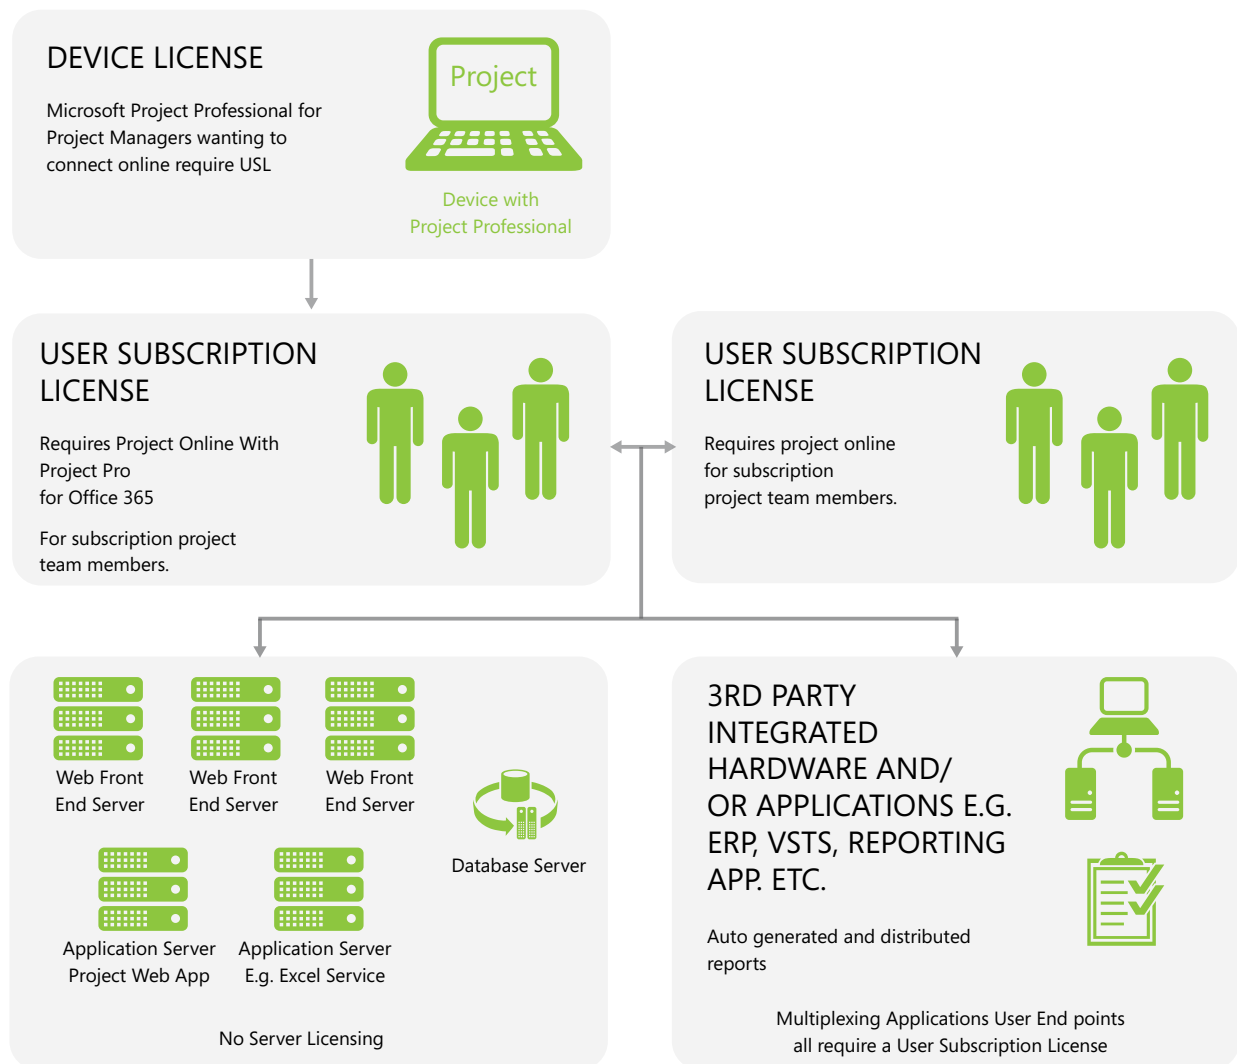 DEVICE LICENSE
Microsoft Project Professional for
Project Managers wanting to
connect online require USL
Project
Device with
Project Professional
USER SUBSCRIPTION
LICENSE
Requires Project Online With
Project Pro
for Office 365
For subscription project
team members.
USER SUBSCRIPTION
LICENSE
Requires project online
for subscription
project team members.
Web Front
End Server
Web Front
End Server
Web Front
End Server
Database Server
Application Server
Project Web App
Application Server
E.g. Excel Service
No Server Licensing
3RD PARTY
INTEGRATED
HARDWARE AND/
OR APPLICATIONS E.G.
ERP, VSTS, REPORTING
APP. ETC.
Auto generated and distributed
reports
Multiplexing Applications User End points
all require a User Subscription License